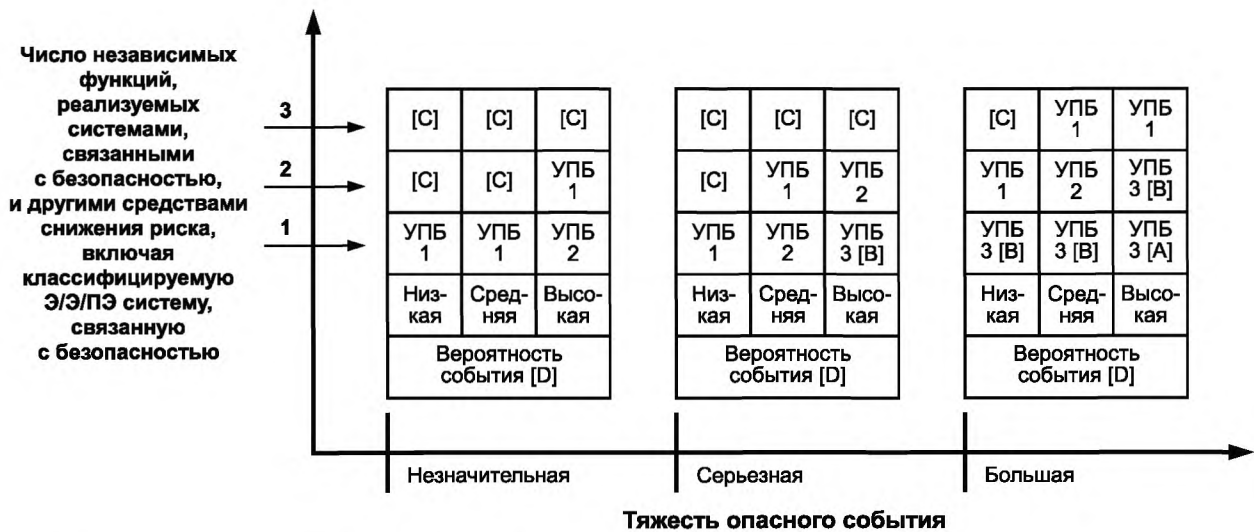 Число независимых
функций,
реализуемых
системами,
связанными
с безопасностью,
и другими средствами
снижения риска,
включая
классифицируемую
Э/Э/ПЭ систему,
связанную
с безопасностью
3
2
1
[C] [C] [C]
[C] [C] УПБ
1
УПБ УПБ УПБ
1 1 2
Низ- Сред- Высо-
кая няя кая
Вероятность
события [D]
[C] [C] [C]
[C] УПБ УПБ
1 2
УПБ УПБ УПБ
1 2 3 [B]
Низ- Сред- Высо-
кая няя кая
Вероятность
события [D]
[C] УПБ УПБ
1 1
УПБ УПБ УПБ
1 2 3 [B]
УПБ УПБ УПБ
3 [B] 3 [B] 3 [A]
Низ- Сред- Высо-
кая няя кая
Вероятность
события [D]
Незначительная
Серьезная
Большая
Тяжесть опасного события